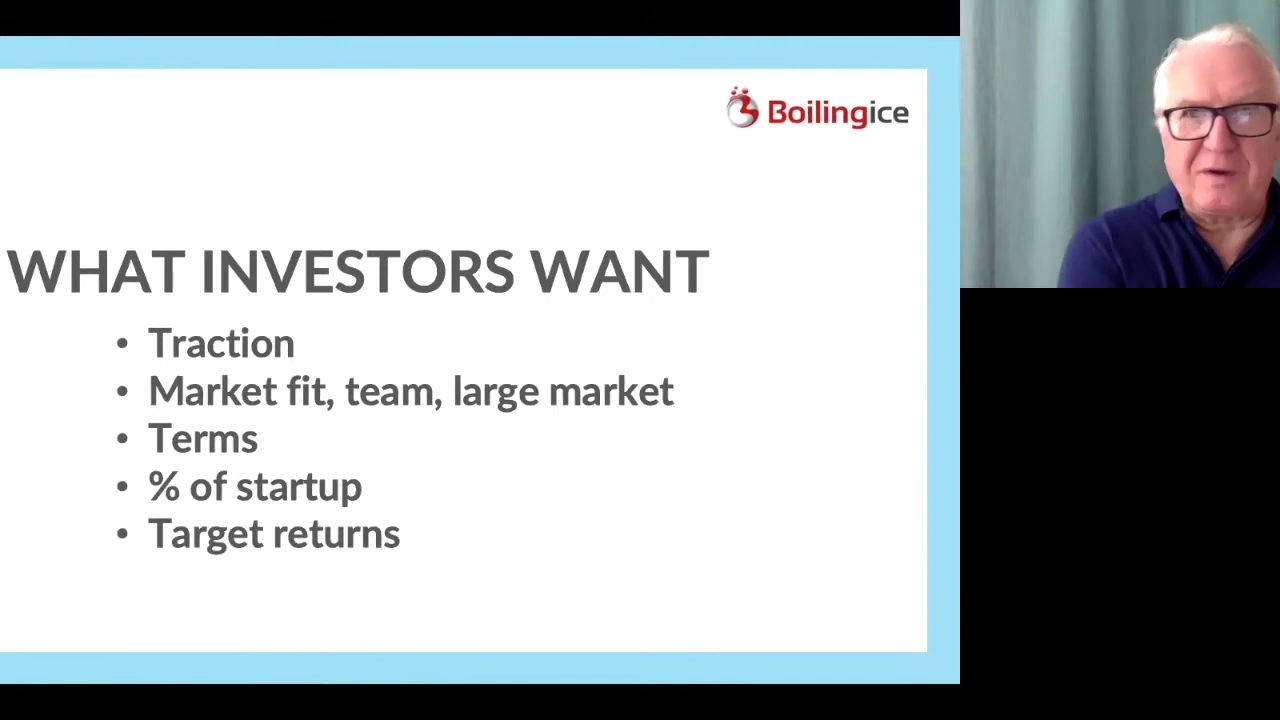 Boilingice
WHAT INVESTORS WANT
• Traction
• Market fit, team, large market
• Terms
• % of startup
• Target returns